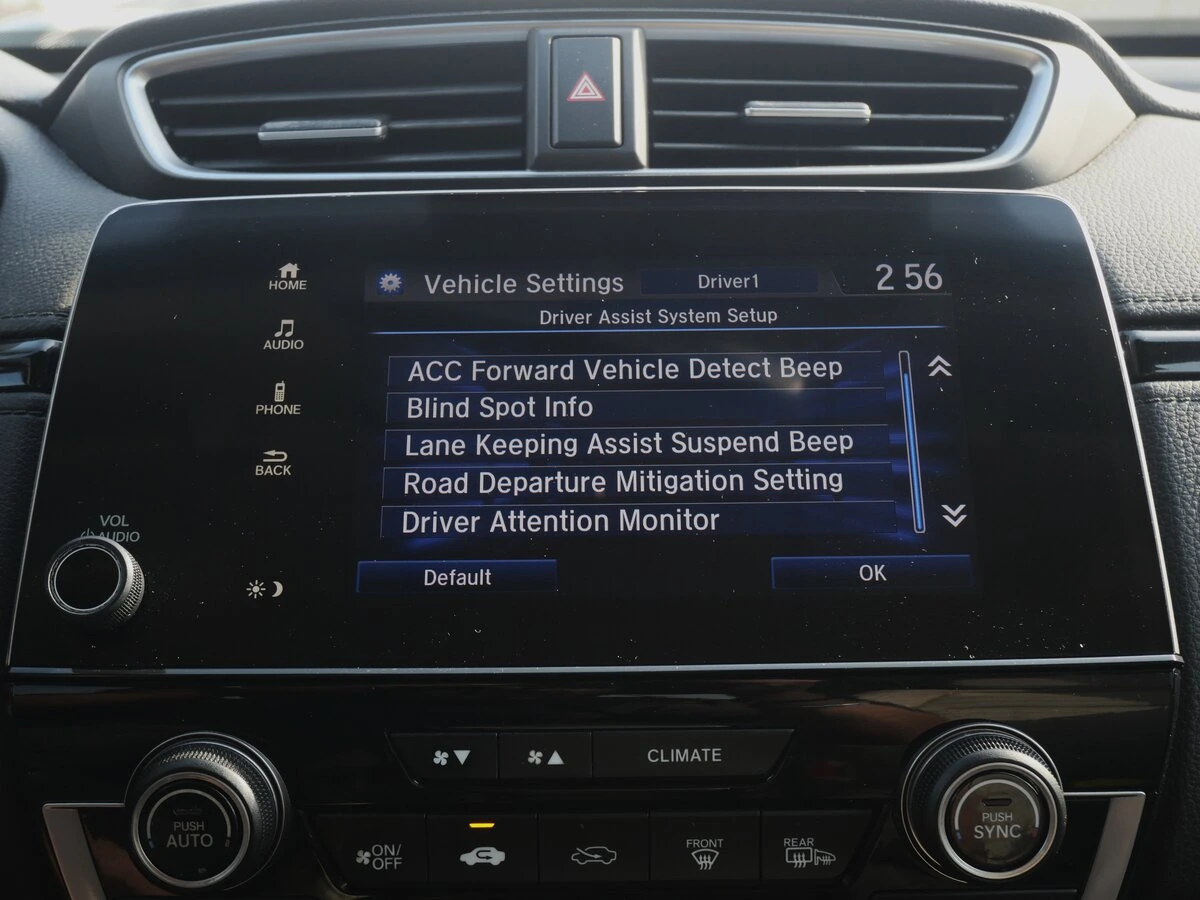 HOME
AUDIO
PHONE
BACK
VOL
AUDIO
Vehicle Settings
Driver1
2 56
Driver Assist System Setup
ACC Forward Vehicle Detect Beep
Blind Spot Info
Lane Keeping Assist Suspend Beep
Road Departure Mitigation Setting
Driver Attention Monitor
Default
OK
CLIMATE
PUSH
AUTO
ON/
OFF
FRONT
REAR
PUSH
SYNC